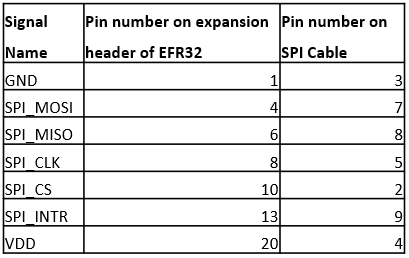 Signal Name Pin number on expansion header of EFR32 Pin number on SPI Cable
GND 1 3
SPI_MOSI 4 7
SPI_MISO 6 8
SPI_CLK 8 5
SPI_CS 10 2
SPI_INTR 13 9
VDD 20 4